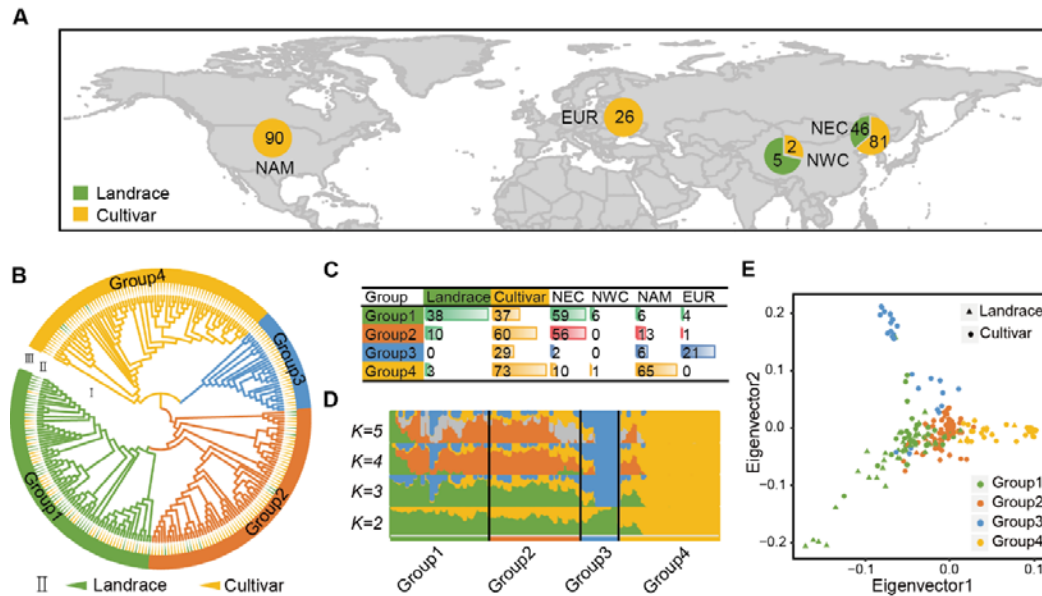 A
90
NAM
EUR
26
NEC
46
81
2
5
NWC
Landrace
Cultivar
B
Group4
Group3
Group2
Group1
III
II
I
II
Landrace
Cultivar
C
Group Landrace Cultivar NEC NWC NAM EUR
Group1 38 37 59 6 6 4
Group2 10 60 56 0 13 1
Group3 0 29 2 0 6 21
Group4 3 73 10 1 65 0
D
K=5
K=4
K=3
K=2
Group1
Group2
Group3
Group4
E
Landrace
Cultivar
Eigenvector2
0.2
0.1
0.0
−0.1
−0.2
Group1
Group2
Group3
Group4
−0.1
0.0
0.1
Eigenvector1